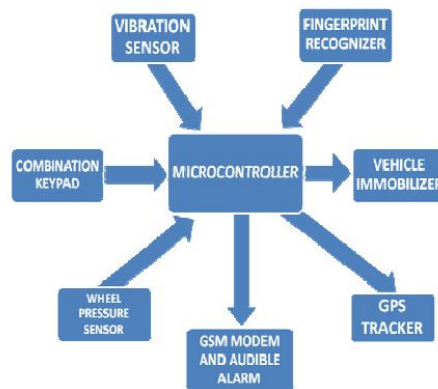 VIBRATION
SENSOR
FINGERPRINT
RECOGNIZER
COMBINATION
KEYPAD
MICROCONTROLLER
VEHICLE
IMMOBILIZER
WHEEL
PRESSURE
SENSOR
GSM MODEM
AND AUDIBLE
ALARM
GPS
TRACKER